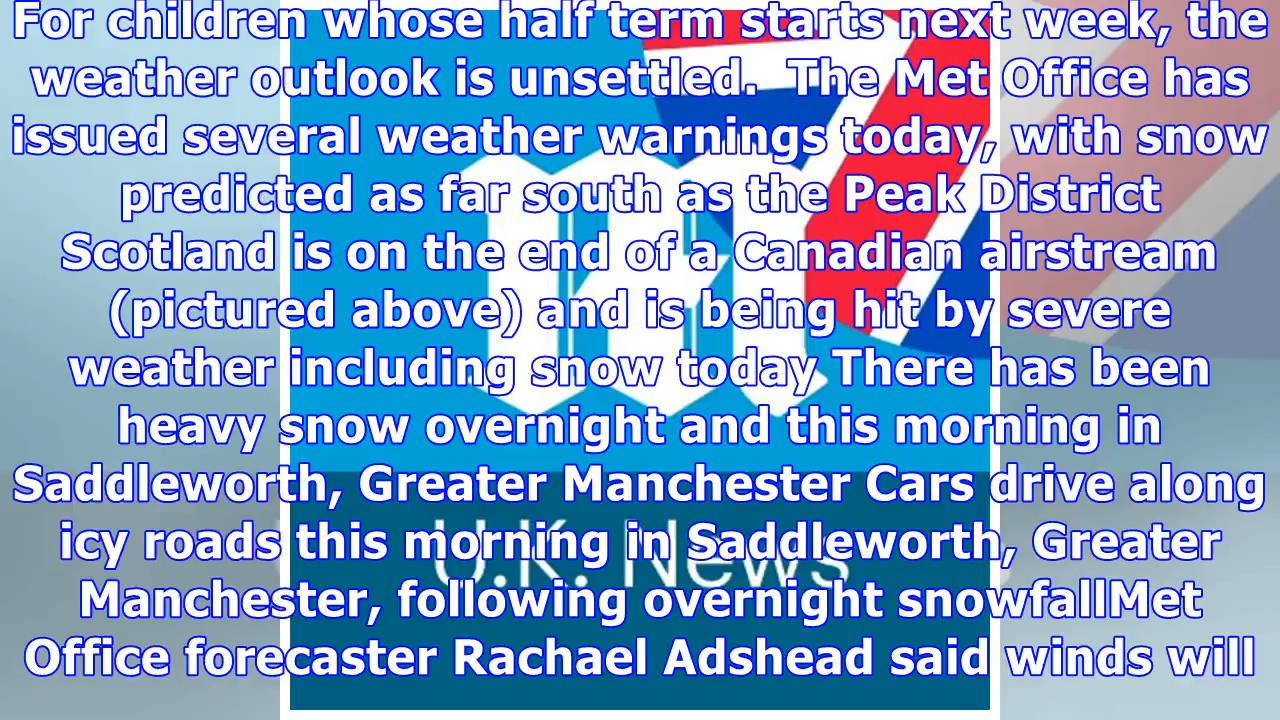 For children whose half term starts next week, the
weather outlook is unsettled.  The Met Office has
issued several weather warnings today, with snow
predicted as far south as the Peak District
Scotland is on the end of a Canadian airstream
(pictured above) and is being hit by severe
weather including snow today There has been
heavy snow overnight and this morning in
Saddleworth, Greater Manchester Cars drive along
icy roads this morning in Saddleworth, Greater
Manchester, following overnight snowfallMet
Office forecaster Rachael Adshead said winds will
m
U.K. News